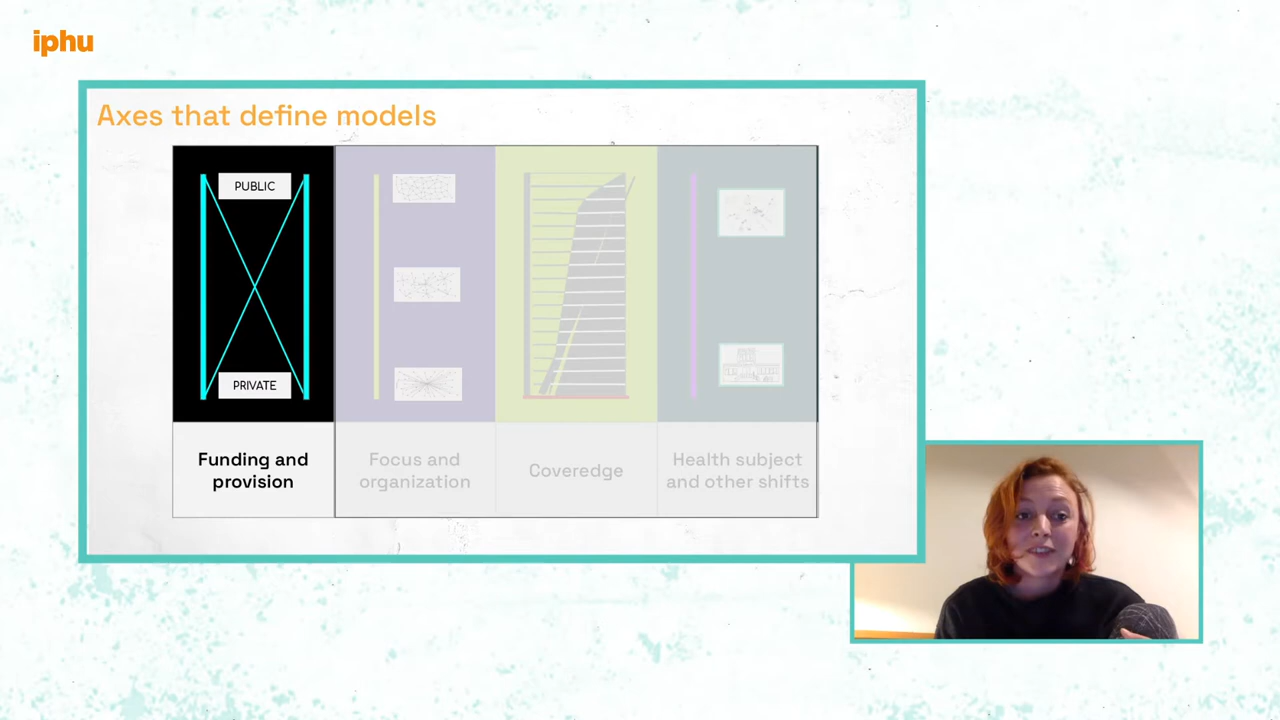 iphu
Axes that define models
PUBLIC
PRIVATE
Funding and
provision
Focus and
organization
Coveredge
Health subject
and other shifts